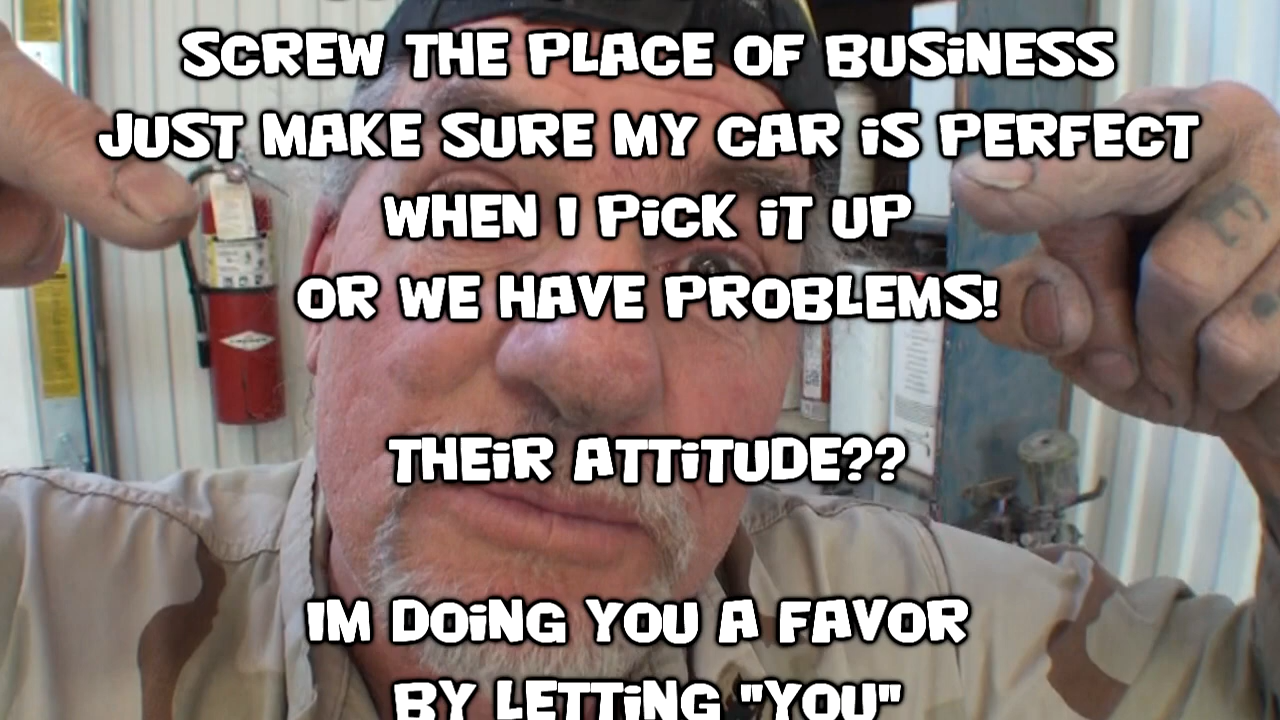 SCREW THE PLACE OF BUSINESS
JUST MAKE SURE MY CAR IS PERFECT
WHEN I PICK IT UP
OR WE HAVE PROBLEMS!
THEIR ATTITUDE??
IM DOING YOU A FAVOR
BY LETTING "YOU"